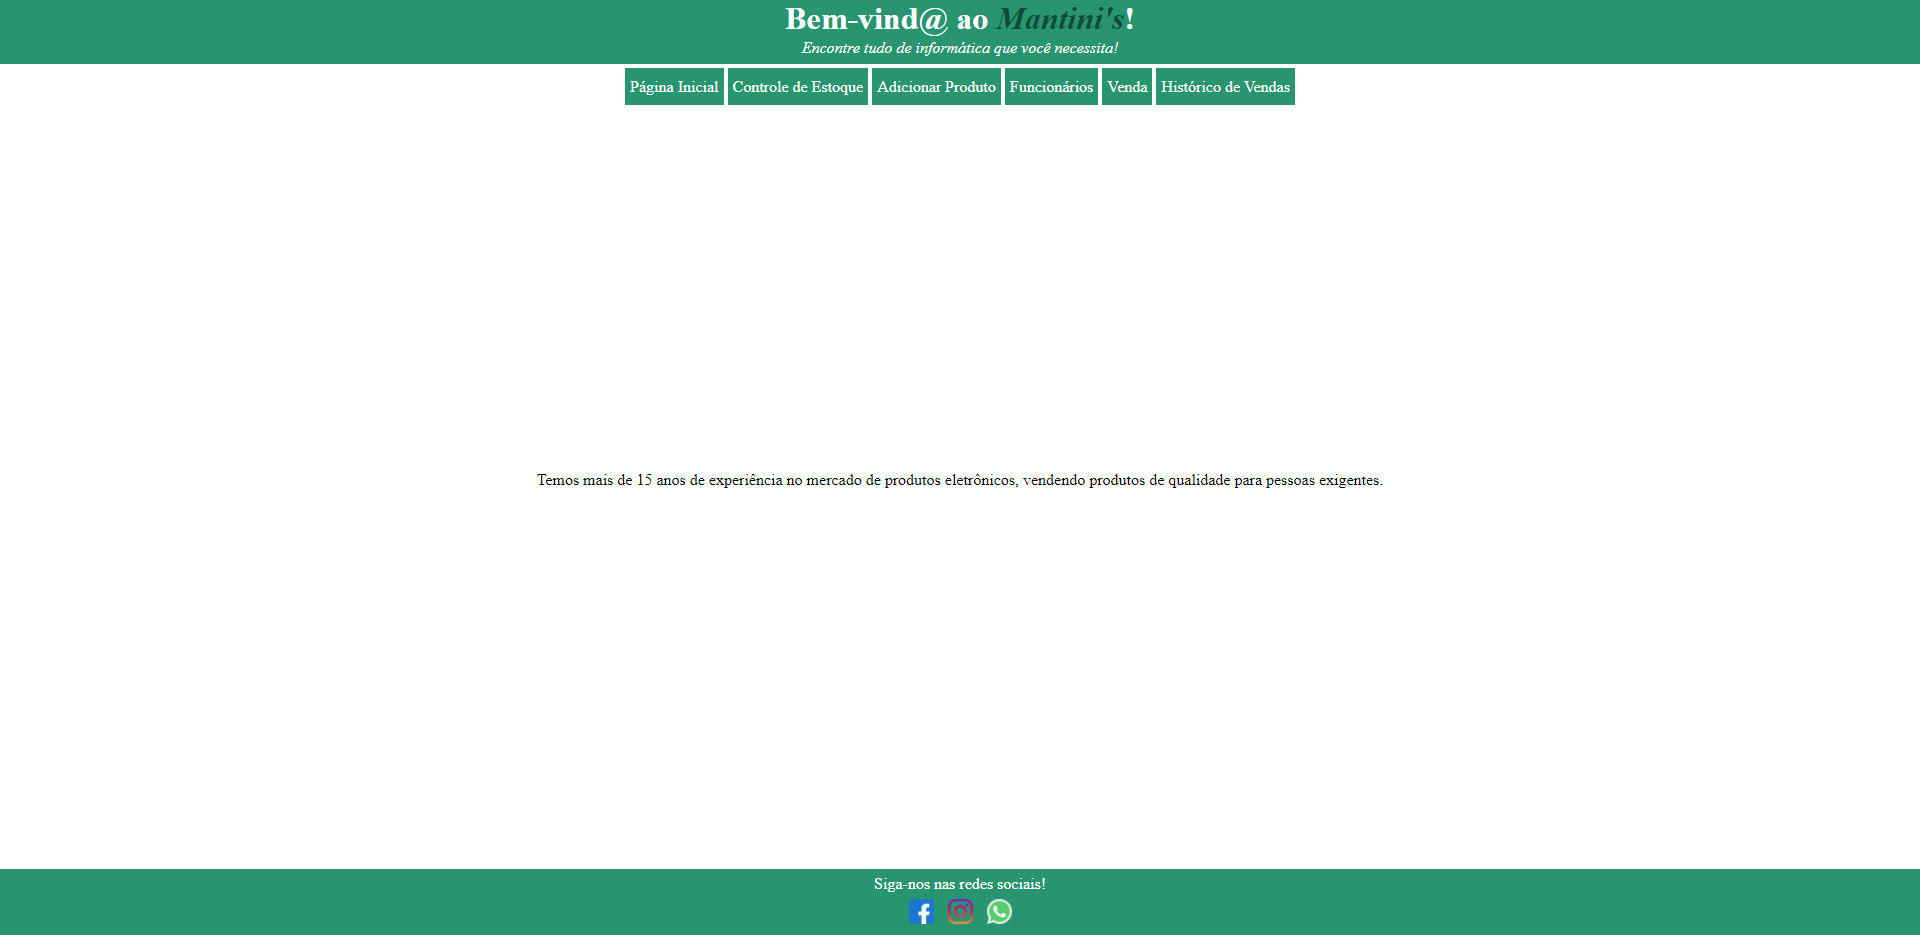 Bem-vind@ ao Mantini's!
Encontre tudo de informática que você necessita!
Página Inicial Controle de Estoque Adicionar Produto Funcionários Venda Histórico de Vendas
Temos mais de 15 anos de experiência no mercado de produtos eletrônicos, vendendo produtos de qualidade para pessoas exigentes.
Siga-nos nas redes sociais!